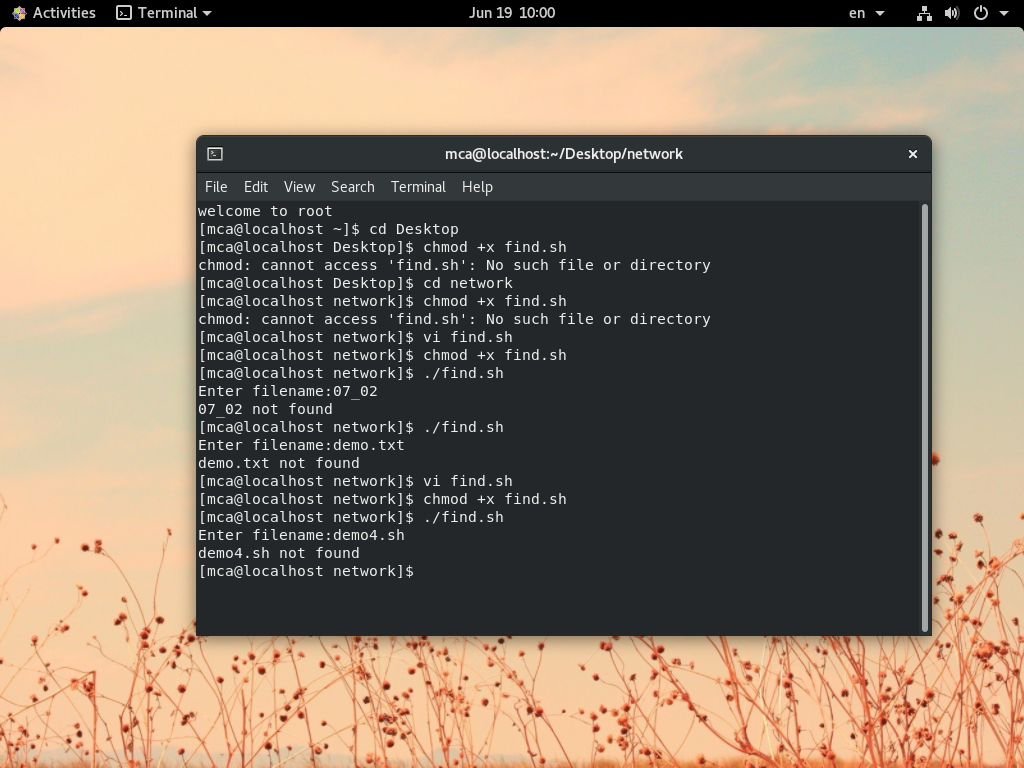 Activities Terminal Jun 19 10:00 en
mca@localhost:~/Desktop/network
File Edit View Search Terminal Help
welcome to root
[mca@localhost ~]$ cd Desktop
[mca@localhost Desktop]$ chmod +x find.sh
chmod: cannot access 'find.sh': No such file or directory
[mca@localhost Desktop]$ cd network
[mca@localhost network]$ chmod +x find.sh
chmod: cannot access 'find.sh': No such file or directory
[mca@localhost network]$ vi find.sh
[mca@localhost network]$ chmod +x find.sh
[mca@localhost network]$ ./find.sh
Enter filename:07_02
07_02 not found
[mca@localhost network]$ ./find.sh
Enter filename:demo.txt
demo.txt not found
[mca@localhost network]$ vi find.sh
[mca@localhost network]$ chmod +x find.sh
[mca@localhost network]$ ./find.sh
Enter filename:demo4.sh
demo4.sh not found
[mca@localhost network]$